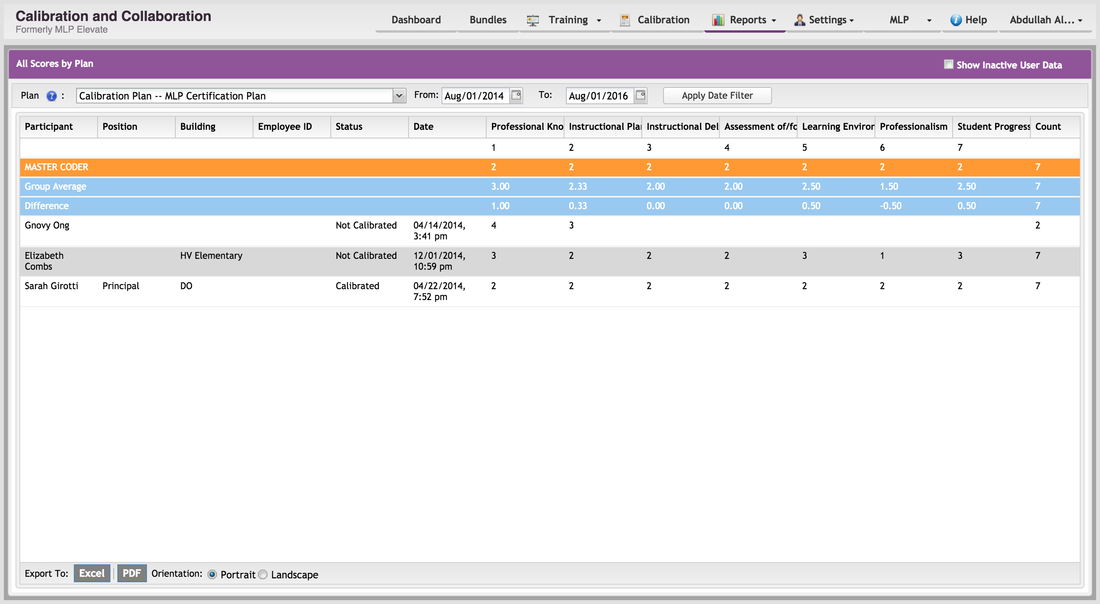 Calibration and Collaboration
Formerly MLP Elevate
Dashboard Bundles Training Calibration Reports Settings MLP Help Abdullah Al...
All Scores by Plan
Show Inactive User Data
Plan ? : Calibration Plan -- MLP Certification Plan From: Aug/01/2014 To: Aug/01/2016 Apply Date Filter
Participant Position Building Employee ID Status Date Professional Kno Instructional Plan Instructional Del Assessment of/fo Learning Environ Professionalism Student Progress Count
1 2 3 4 5 6 7
MASTER CODER 2 2 2 2 2 2 2 7
Group Average 3.00 2.33 2.00 2.00 2.50 1.50 2.50 7
Difference 1.00 0.33 0.00 0.00 0.50 -0.50 0.50 7
Gnovy Ong Not Calibrated 04/14/2014, 4 3 2
3:41 pm
Elizabeth HV Elementary Not Calibrated 12/01/2014, 3 2 2 2 3 1 3 7
Combs 10:59 pm
Sarah Girotti Principal DO Calibrated 04/22/2014, 2 2 2 2 2 2 2 7
7:52 pm
Export To: Excel PDF Orientation: Portrait Landscape